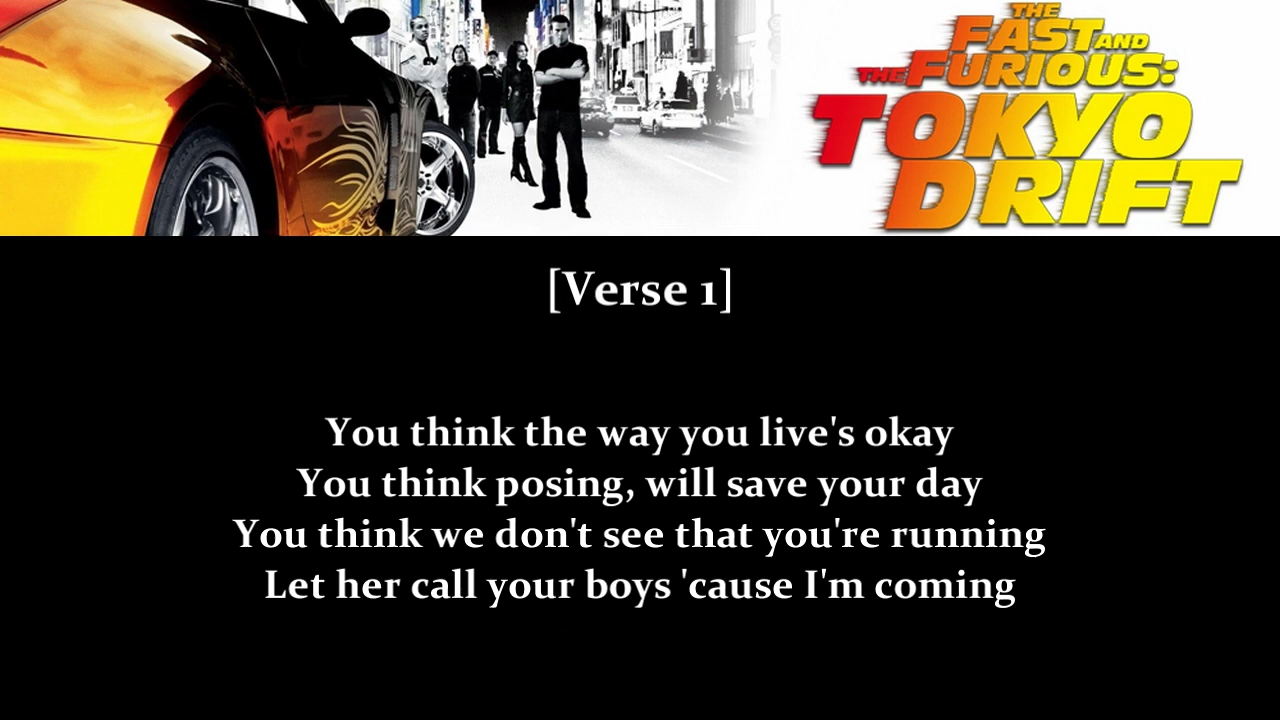 THE
FAST AND
THE FURIOUS:
TOKYO
DRIFT
[Verse 1]
You think the way you live's okay
You think posing, will save your day
You think we don't see that you're running
Let her call your boys 'cause I'm coming